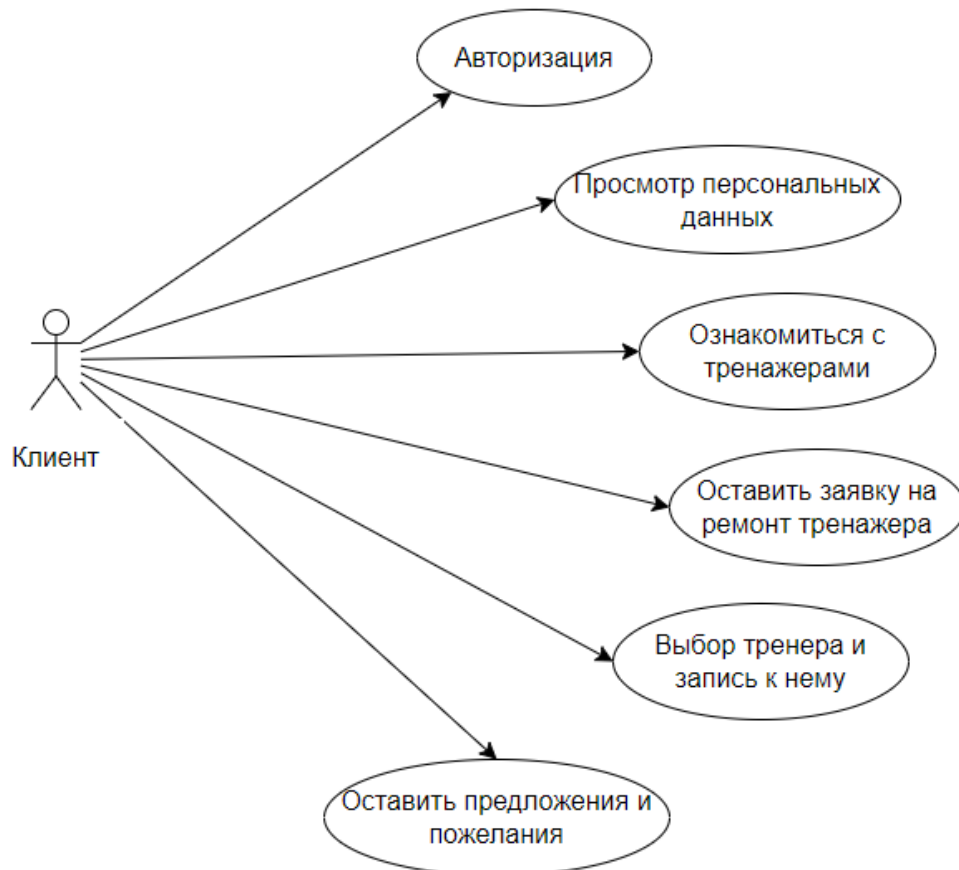 Авторизация
Просмотр персональных
данных
Ознакомиться с
тренажерами
Клиент
Оставить заявку на
ремонт тренажера
Выбор тренера и
запись к нему
Оставить предложения и
пожелания